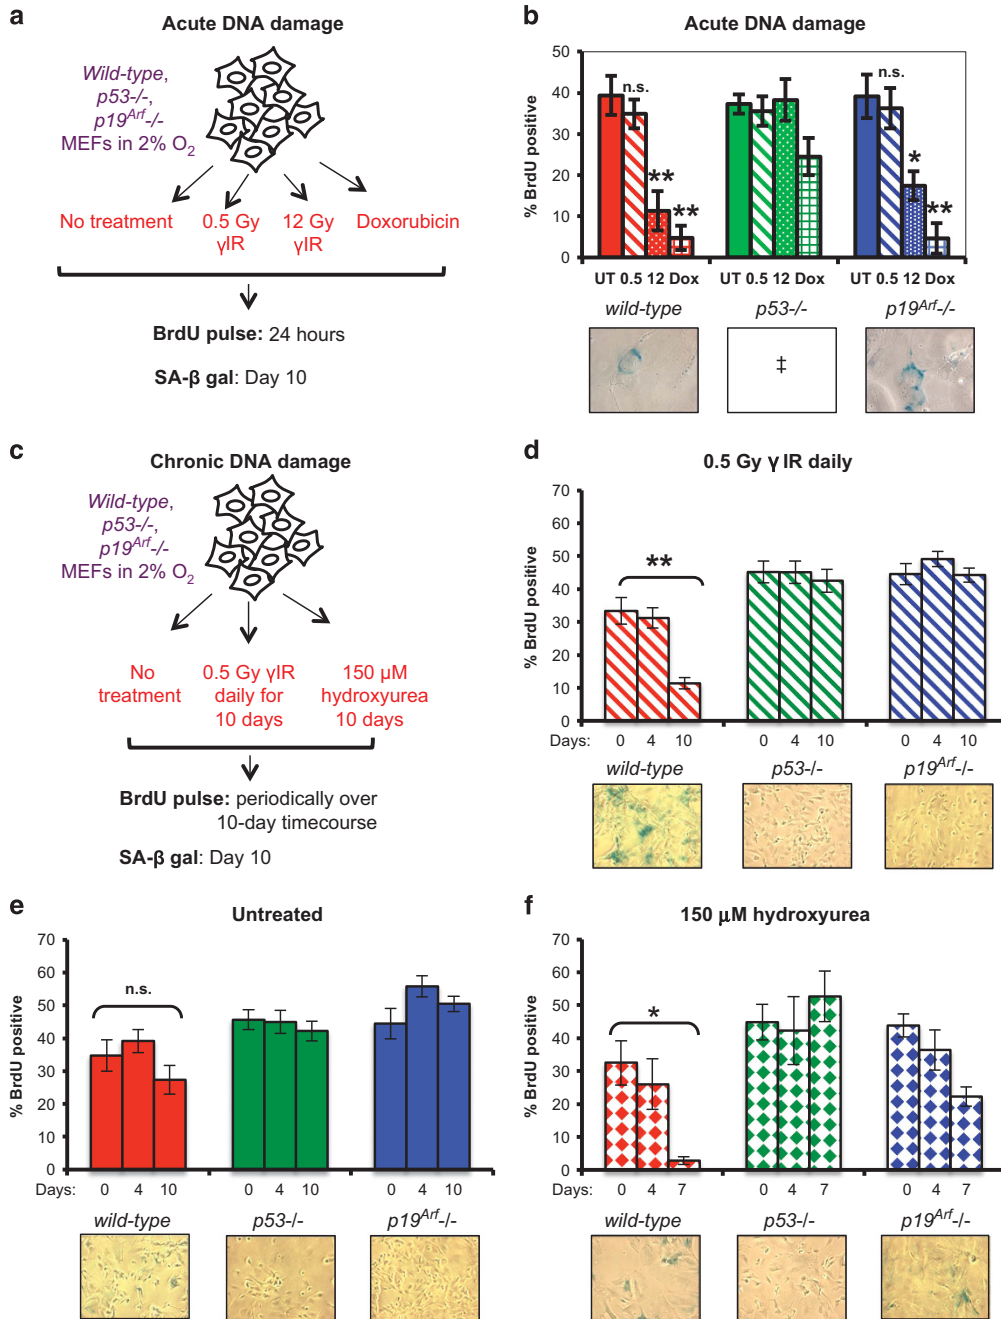 a
Acute DNA damage
Wild-type,
p53-/-,
p19Arf-/-
MEFs in 2% O2
No treatment
0.5 Gy
γIR
12 Gy
γIR
Doxorubicin
BrdU pulse: 24 hours
SA-β gal: Day 10
b
Acute DNA damage
% BrdU positive
50
40
30
20
10
0
n.s.
**
**
n.s.
*
**
UT 0.5 12 Dox
UT 0.5 12 Dox
UT 0.5 12 Dox
wild-type
p53-/-
p19Arf-/-
‡
c
Chronic DNA damage
Wild-type,
p53-/-,
p19Arf-/-
MEFs in 2% O2
No
treatment
0.5 Gy γIR
daily for
10 days
150 µM
hydroxyurea
10 days
BrdU pulse: periodically over
10-day timecourse
SA-β gal: Day 10
d
0.5 Gy γ IR daily
% BrdU positive
70
60
50
40
30
20
10
0
**
Days: 0 4 10 0 4 10 0 4 10
wild-type
p53-/-
p19Arf-/-
e
Untreated
% BrdU positive
70
60
50
40
30
20
10
0
n.s.
Days: 0 4 10 0 4 10 0 4 10
wild-type
p53-/-
p19Arf-/-
f
150 µM hydroxyurea
% BrdU positive
70
60
50
40
30
20
10
0
*
Days: 0 4 7 0 4 7 0 4 7
wild-type
p53-/-
p19Arf-/-